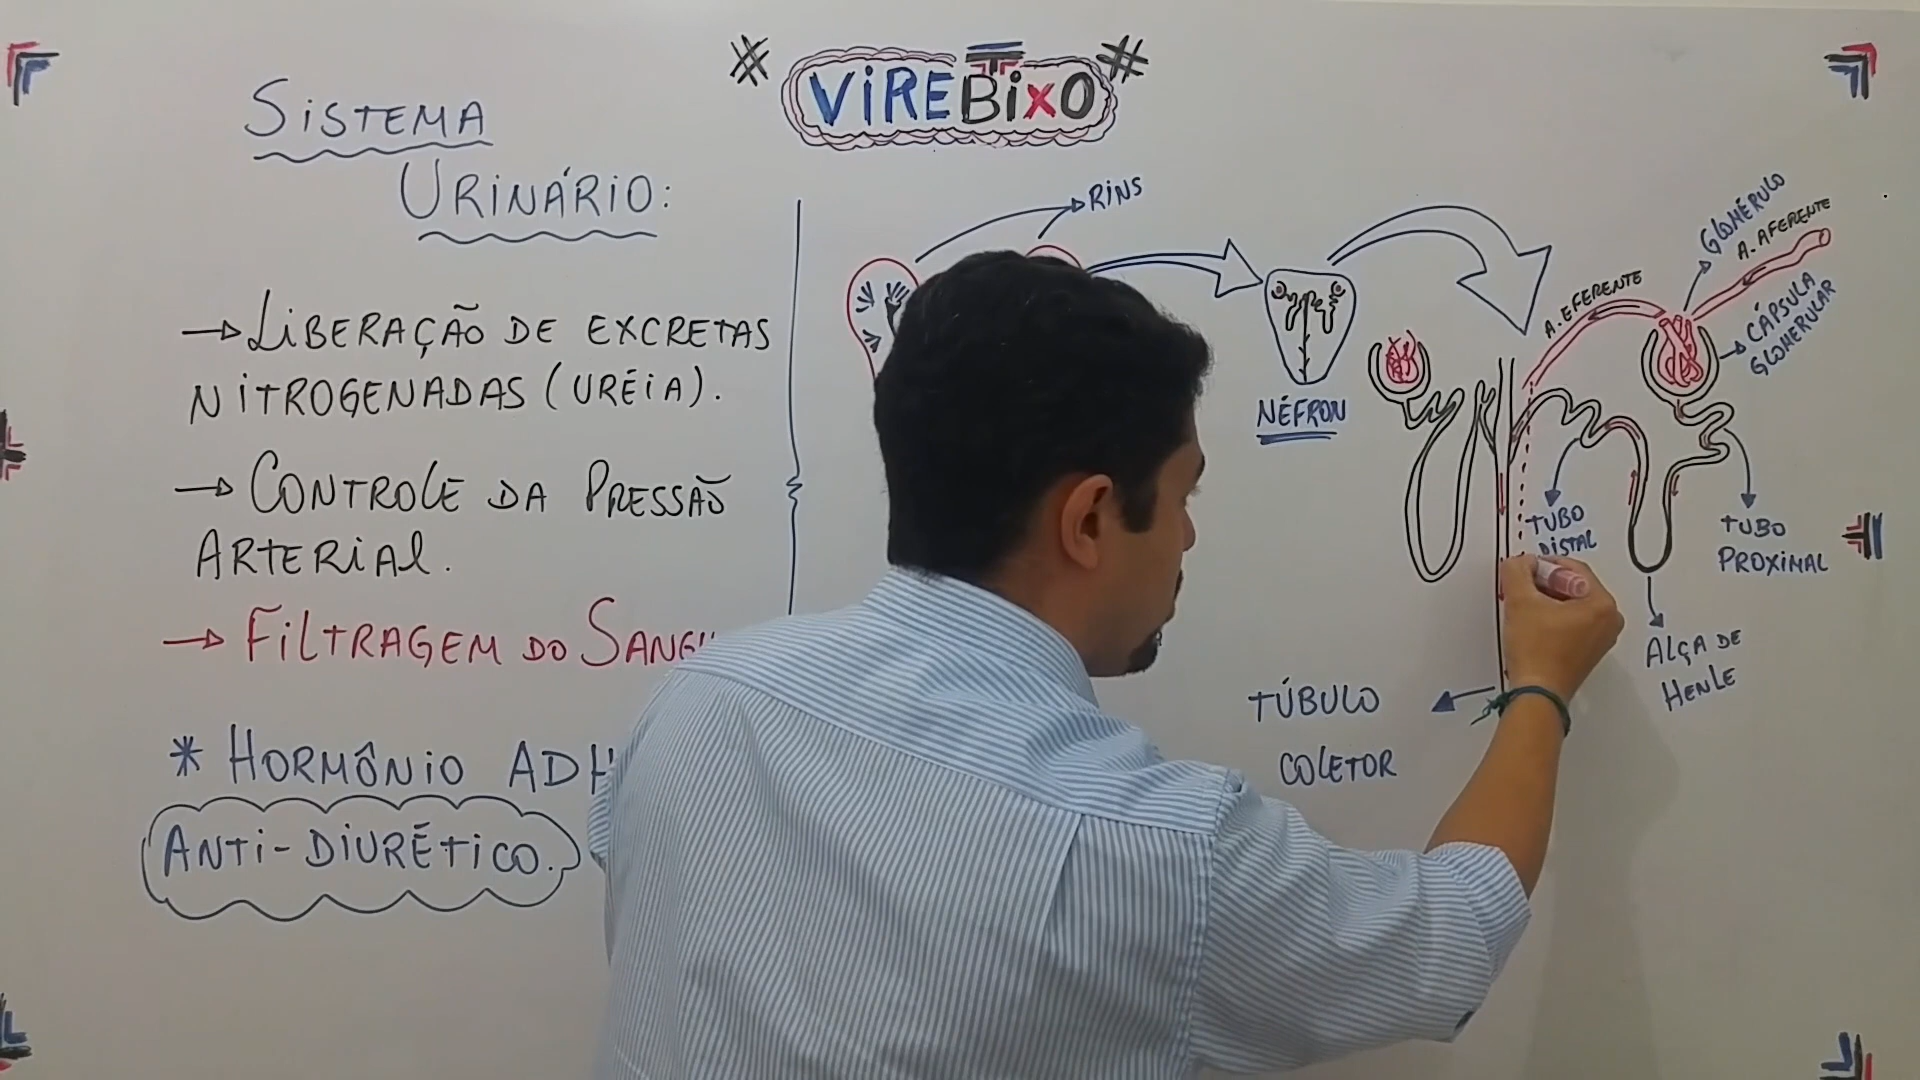 ViREBixO
SiSTEMA
URiNÁRiO:
→ LiBERAÇÃO DE EXCRETAS
NiTROGENADAS (URÉiA).
→ CONTROLE DA PRESSÃO
ARTERiAl.
→ FilTRAGEM DO
* HORMÔNiO
ANTi-DiURÉTiCO.
RiNS
NÉFRON
A. EFERENTE
GLOMÉRULO
A. AFERENTE
CÁPSULA
GLOMERULAR
TUBO
DiSTAL
TUBO
PROXiMAL
ALÇA DE
HENLE
TÚBULO
COLETOR